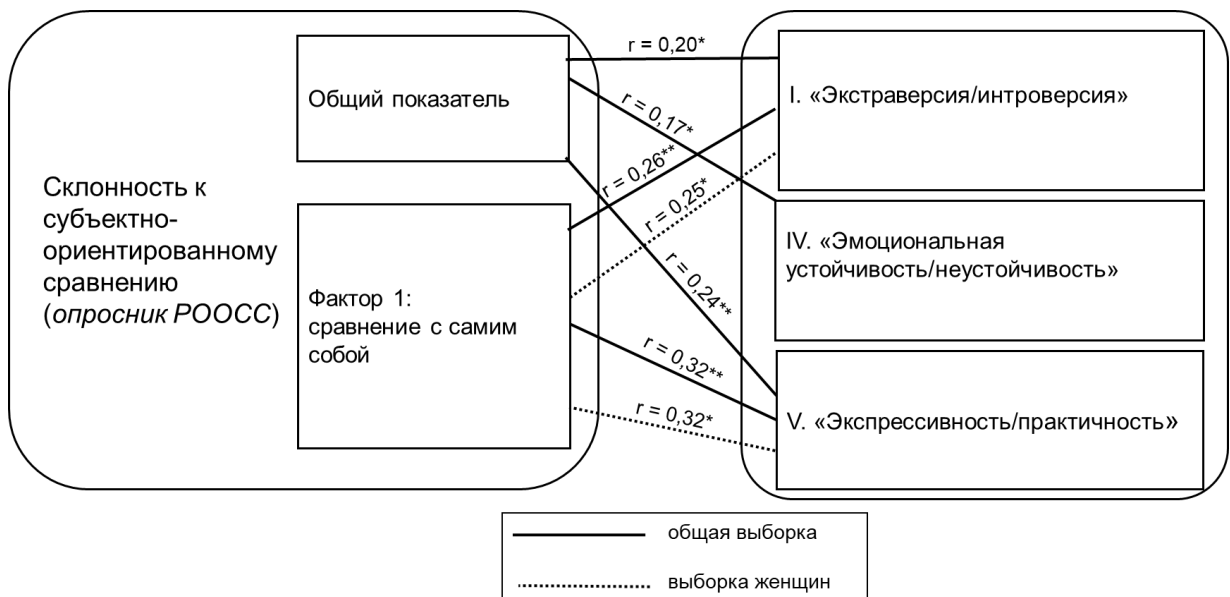 Склонность к
субъектно-
ориентированному
сравнению
(опросник РООСС)
Общий показатель
Фактор 1:
сравнение с самим
собой
r = 0,20*
r = 0,17*
r = 0,26**
r = 0,25*
r = 0,24**
r = 0,32**
r = 0,32*
I. «Экстраверсия/интроверсия»
IV. «Эмоциональная
устойчивость/неустойчивость»
V. «Экспрессивность/практичность»
общая выборка
выборка женщин